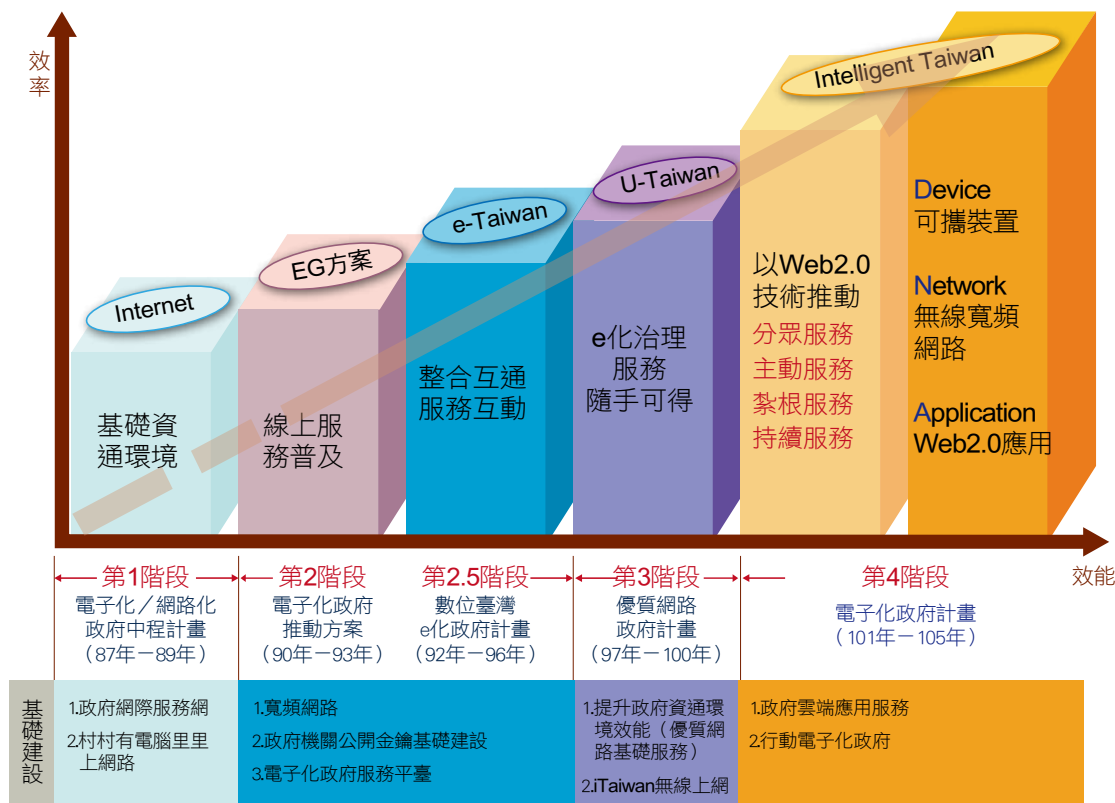 效
率
Internet
基礎資
通環境
EG方案
線上服
務普及
e-Taiwan
整合互通
服務互動
U-Taiwan
e化治理
服務
隨手可得
Intelligent Taiwan
以Web2.0
技術推動
分眾服務
主動服務
紮根服務
持續服務
Device
可攜裝置
Network
無線寬頻
網路
Application
Web2.0應用
效能
第1階段
電子化／網路化
政府中程計畫
（87年－89年）
第2階段
電子化政府
推動方案
（90年－93年）
第2.5階段
數位臺灣
e化政府計畫
（92年－96年）
第3階段
優質網路
政府計畫
（97年－100年）
第4階段
電子化政府計畫
（101年－105年）
基礎建設
1.政府網際服務網
2.村村有電腦里里
上網路
1.寬頻網路
2.政府機關公開金鑰基礎建設
3.電子化政府服務平臺
1.提升政府資通環
境效能（優質網
路基礎服務）
2.iTaiwan無線上網
1.政府雲端應用服務
2.行動電子化政府